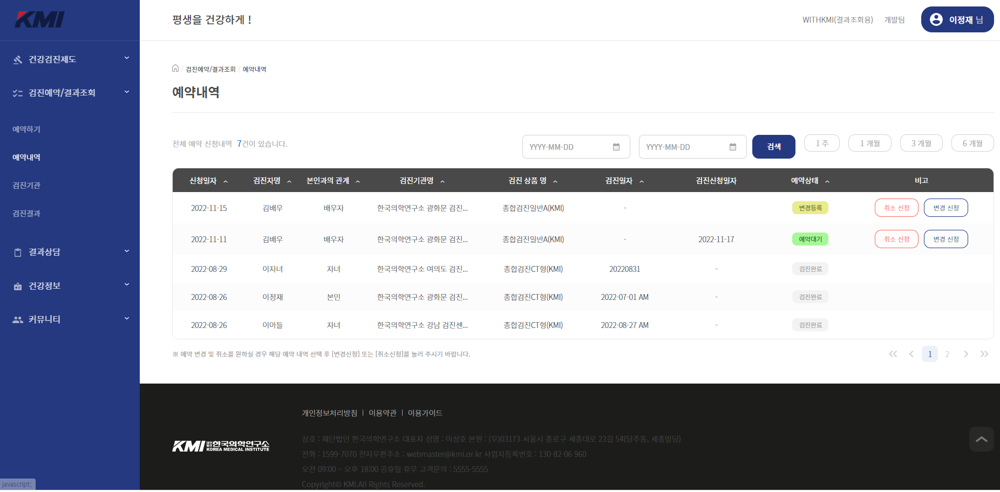 KMI
평생을 건강하게 !
WITHKMI(결과조회용) 개발팀 이정재 님
건강검진제도
검진예약/결과조회
예약하기
예약내역
검진기관
검진결과
결과상담
건강정보
커뮤니티
/ 검진예약/결과조회 / 예약내역
예약내역
전체 예약 신청내역 7건이 있습니다.
YYYY-MM-DD YYYY-MM-DD 검색 1 주 1 개월 3 개월 6 개월
신청일자 검진자명 본인과의 관계 검진기관명 검진 상품 명 검진일자 검진신청일자 예약상태 비고
2022-11-15 김배우 배우자 한국의학연구소 광화문 검진... 종합검진일반A(KMI) - 변경등록 취소 신청 변경 신청
2022-11-11 김배우 배우자 한국의학연구소 광화문 검진... 종합검진일반A(KMI) - 2022-11-17 예약대기 취소 신청 변경 신청
2022-08-29 이자녀 자녀 한국의학연구소 여의도 검진... 종합검진CT형(KMI) 20220831 - 검진완료
2022-08-26 이정재 본인 한국의학연구소 광화문 검진... 종합검진CT형(KMI) 2022-07-01 AM - 검진완료
2022-08-26 이아들 자녀 한국의학연구소 강남 검진센... 종합검진CT형(KMI) 2022-08-27 AM - 검진완료
※ 예약 변경 및 취소를 원하실 경우 해당 예약 내역 선택 후 [변경신청] 또는 [취소신청]를 눌러 주시기 바랍니다.
1 2
개인정보처리방침 | 이용약관 | 이용가이드
KMI 재단법인 한국의학연구소
KOREA MEDICAL INSTITUTE
상호 : 재단법인 한국의학연구소 대표자 성명 : 이상호 본원 : (우)03173 서울시 종로구 세종대로 23길 54(당주동, 세종빌딩)
전화 : 1599-7070 전자우편주소 : webmaster@kmi.or.kr 사업자등록번호 : 130-82-06 960
오전 09:00 ~ 오후 18:00 공휴일 휴무 고객문의 : 5555-5555
Copyright© KMI.All Rights Reserved.
javascript:;